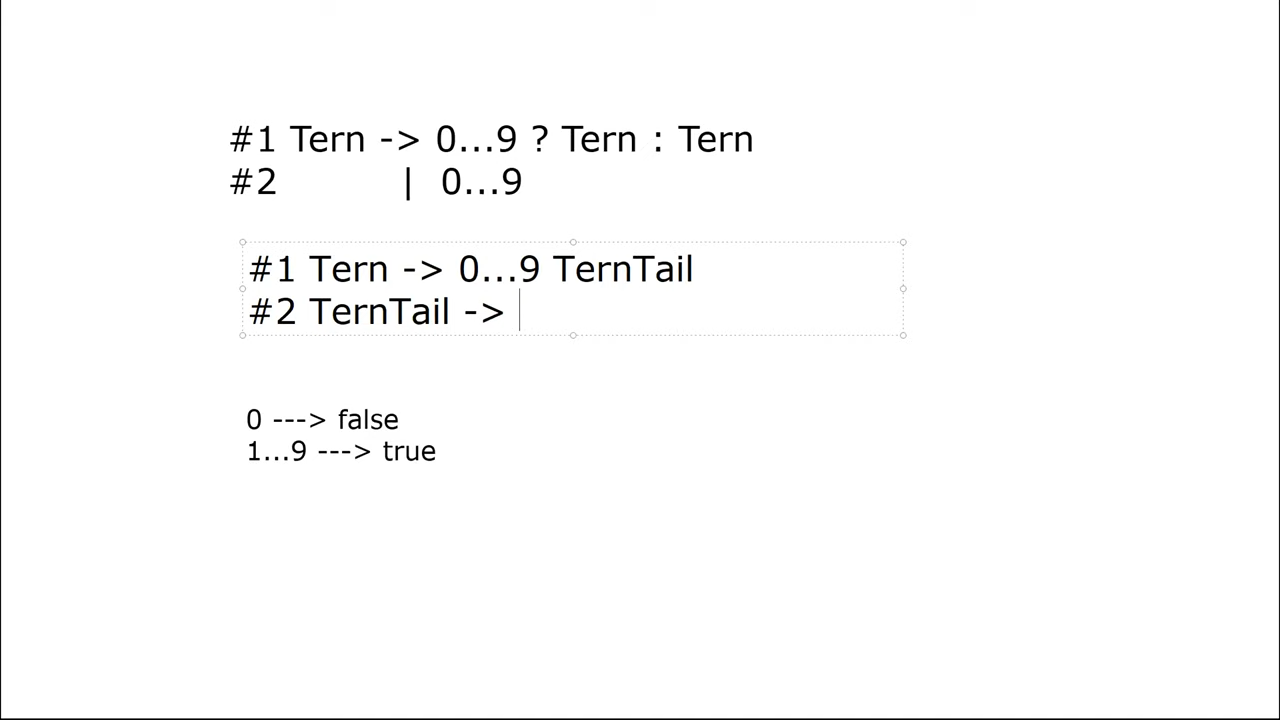 #1 Tern -> 0...9 ? Tern : Tern
#2 | 0...9
#1 Tern -> 0...9 TernTail
#2 TernTail ->
0 ---> false
1...9 ---> true